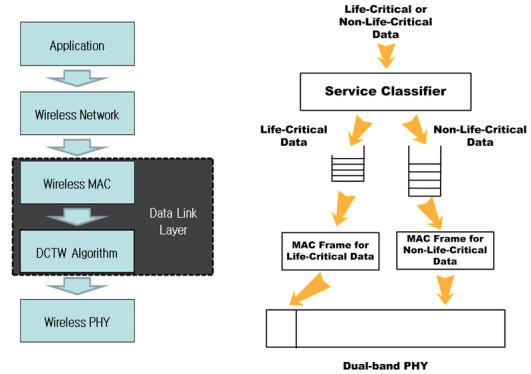 Application
Wireless Network
Wireless MAC
Data Link
Layer
DCTW Algorithm
Wireless PHY
Life-Critical or
Non-Life-Critical
Data
Service Classifier
Life-Critical
Data
Non-Life-Critical
Data
MAC Frame for
Life-Critical Data
MAC Frame for
Non-Life-Critical
Data
Dual-band PHY